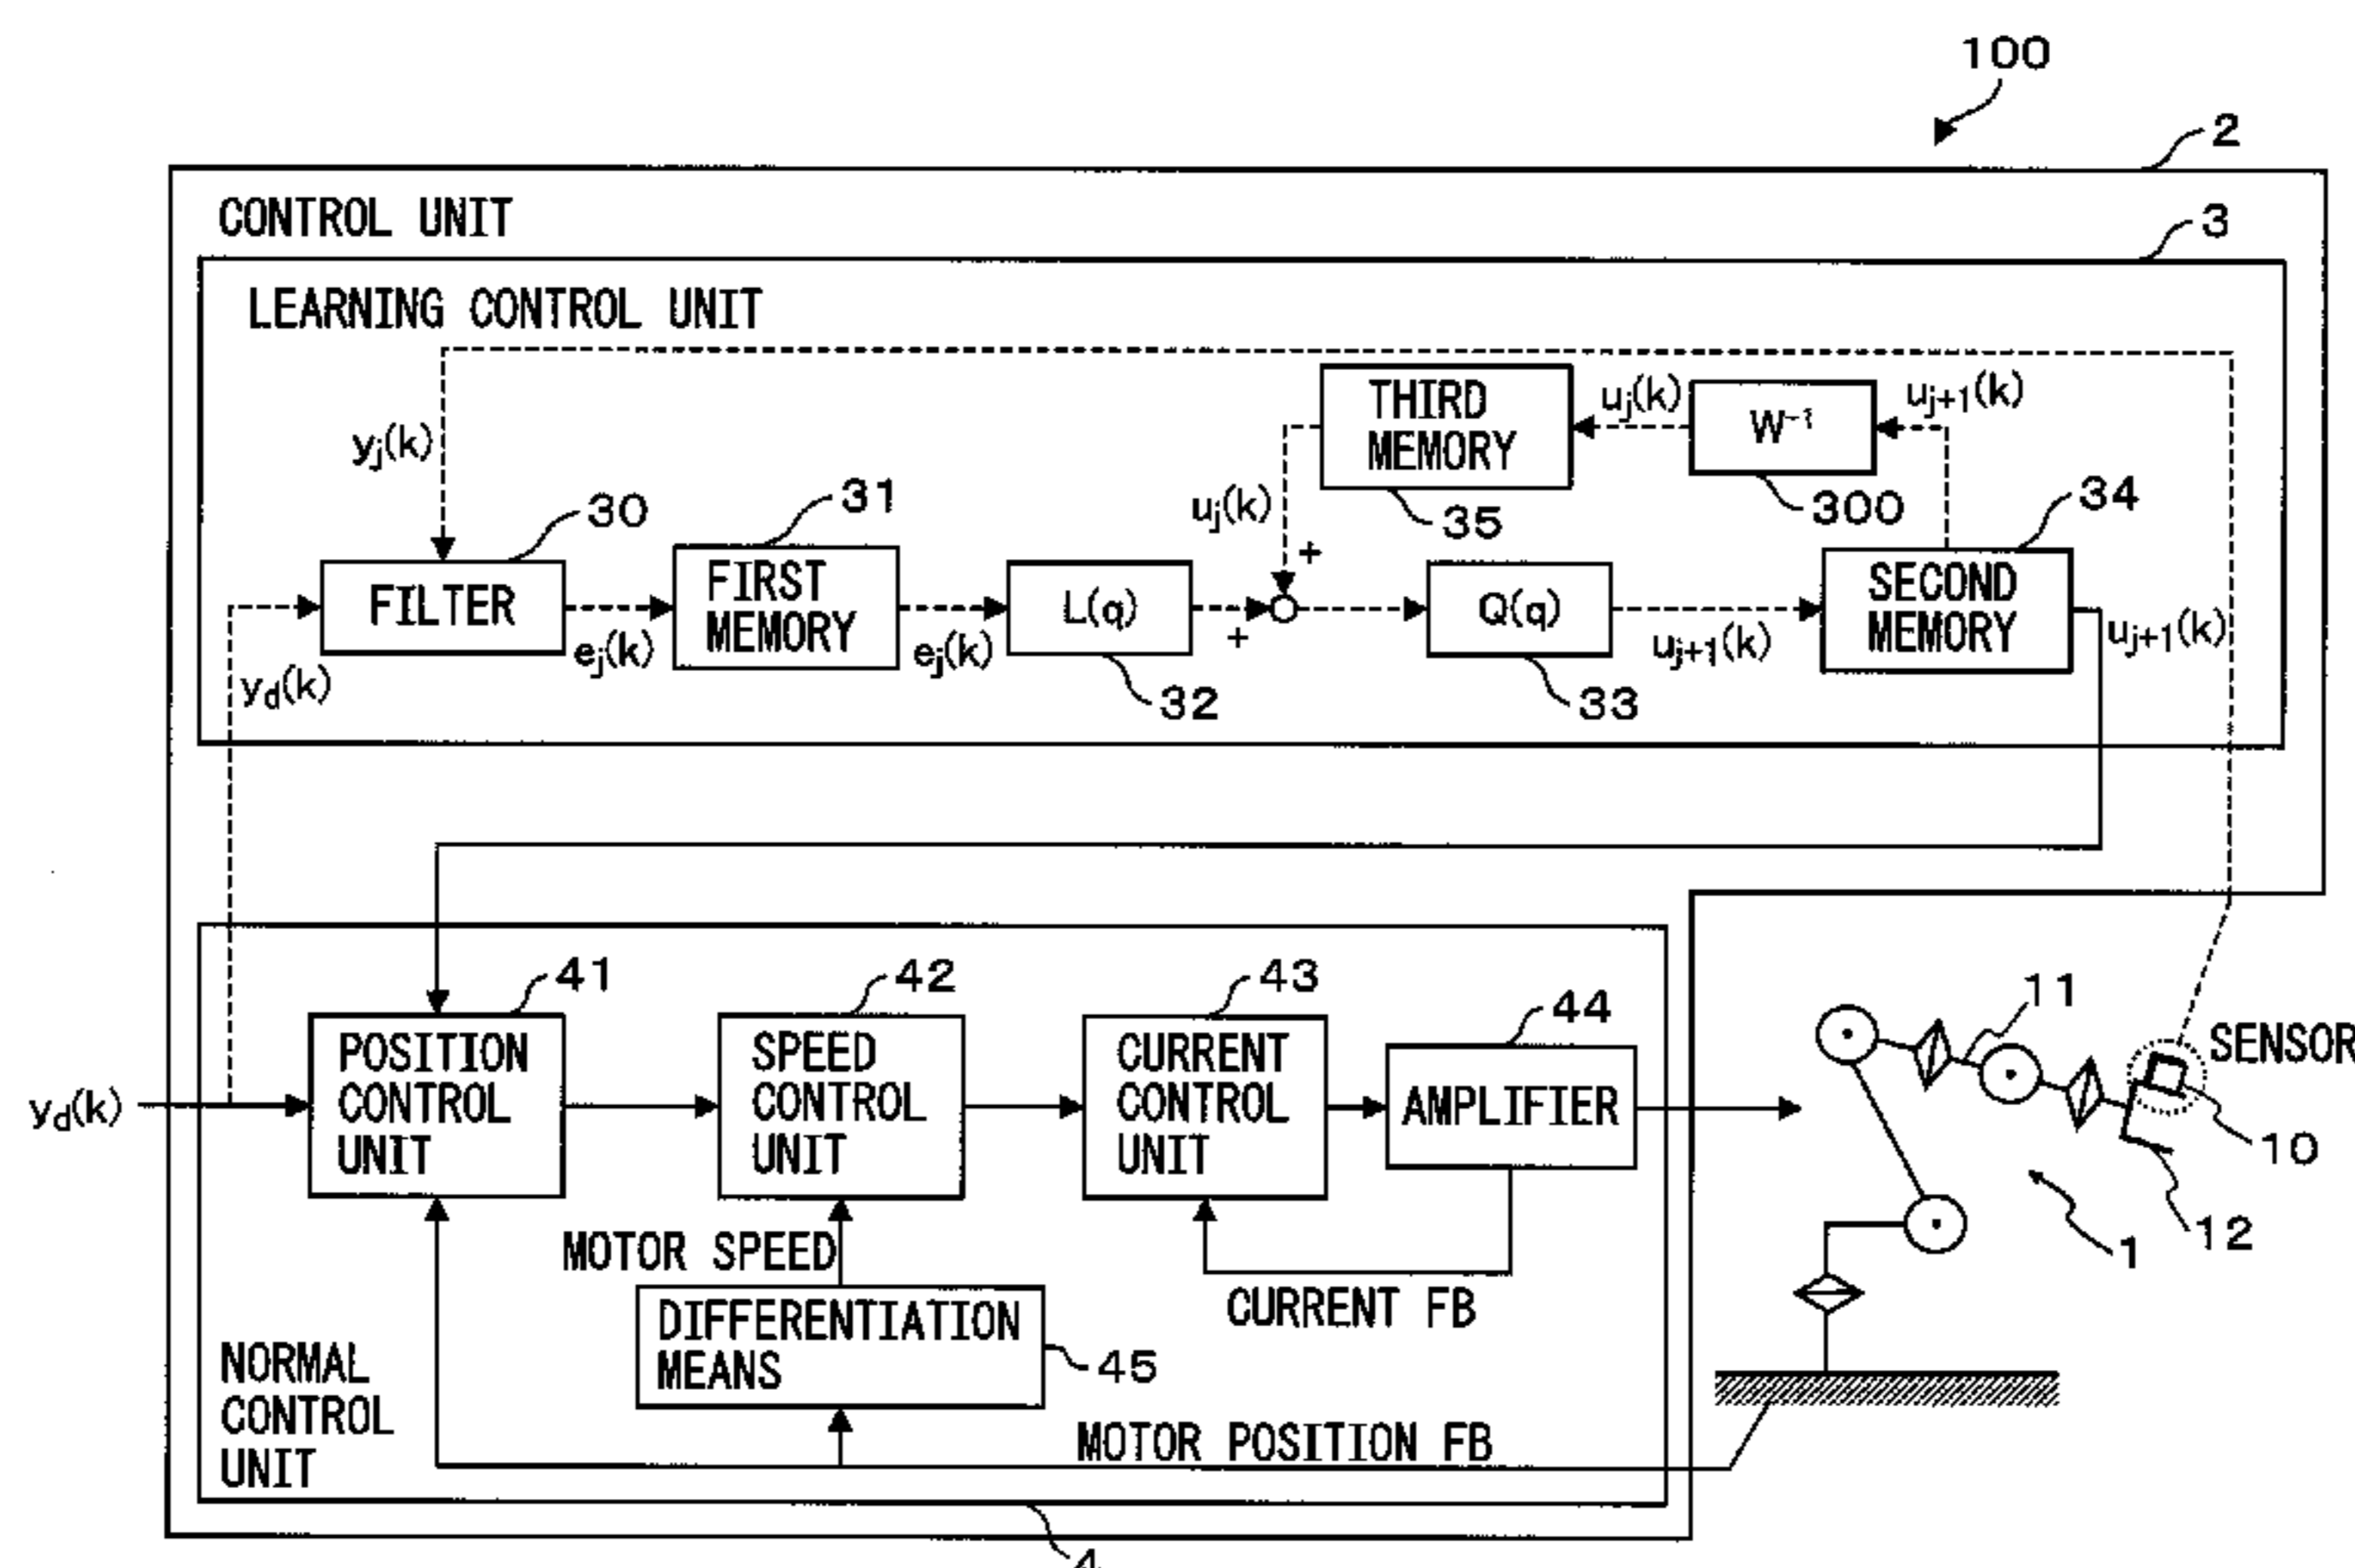 100
2
CONTROL UNIT
3
LEARNING CONTROL UNIT
THIRD
MEMORY
uj(k)
W⁻¹
uj+1(k)
yj(k)
30
31
uj(k)
35
300
34
+
FILTER
FIRST
MEMORY
L(q)
Q(q)
SECOND
MEMORY
ej(k)
ej(k)
+
uj+1(k)
uj+1(k)
yd(k)
32
33
41
42
43
44
11
SENSOR
POSITION
CONTROL
UNIT
SPEED
CONTROL
UNIT
CURRENT
CONTROL
UNIT
AMPLIFIER
yd(k)
10
12
1
MOTOR SPEED
CURRENT FB
DIFFERENTIATION
MEANS
45
NORMAL
CONTROL
UNIT
MOTOR POSITION FB
4